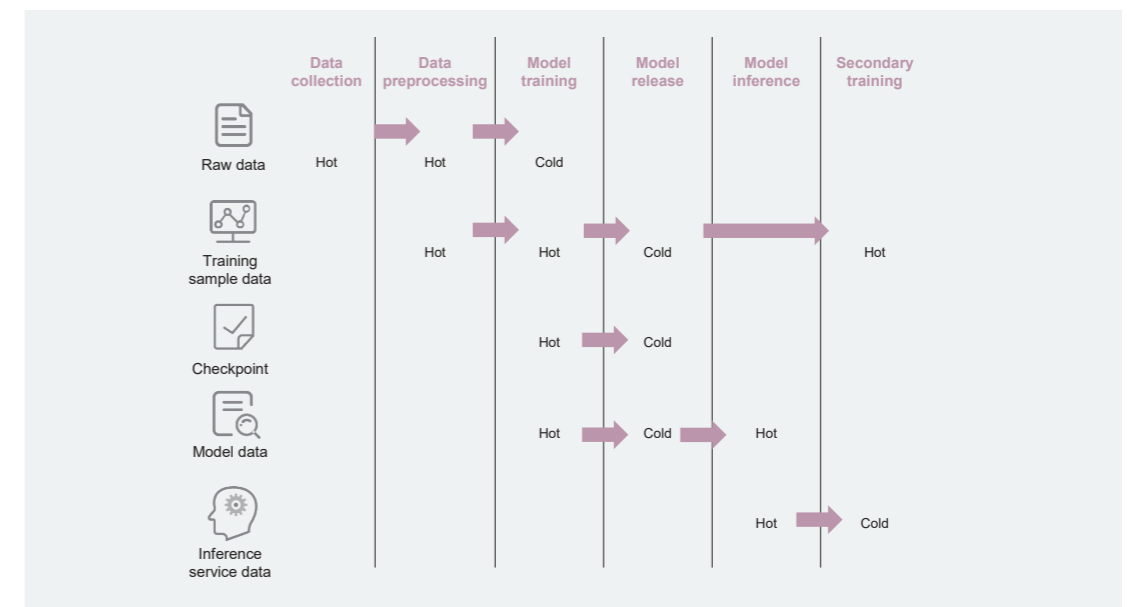 Data
collection
Data
preprocessing
Model
training
Model
release
Model
inference
Secondary
training
Raw data
Hot
Hot
Cold
Training
sample data
Hot
Hot
Cold
Hot
Checkpoint
Hot
Cold
Model data
Hot
Cold
Hot
Inference
service data
Hot
Cold